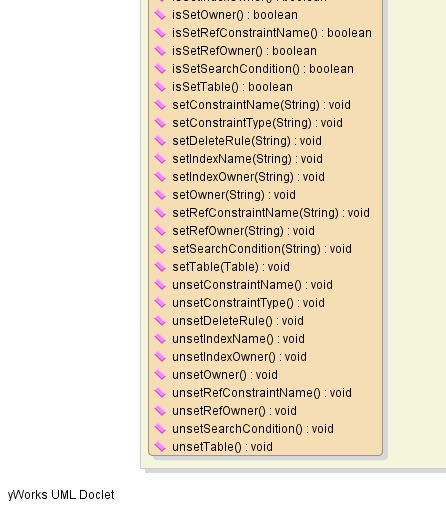 isSetOwner() : boolean
isSetRefConstraintName() : boolean
isSetRefOwner() : boolean
isSetSearchCondition() : boolean
isSetTable() : boolean
setConstraintName(String) : void
setConstraintType(String) : void
setDeleteRule(String) : void
setIndexName(String) : void
setIndexOwner(String) : void
setOwner(String) : void
setRefConstraintName(String) : void
setRefOwner(String) : void
setSearchCondition(String) : void
setTable(Table) : void
unsetConstraintName() : void
unsetConstraintType() : void
unsetDeleteRule() : void
unsetIndexName() : void
unsetIndexOwner() : void
unsetOwner() : void
unsetRefConstraintName() : void
unsetRefOwner() : void
unsetSearchCondition() : void
unsetTable() : void
yWorks UML Doclet